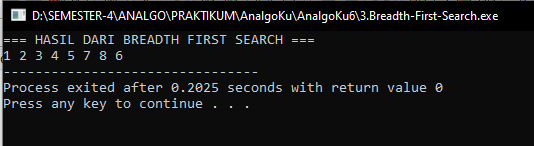 D:\SEMESTER-4\ANALGO\PRAKTIKUM\AnalgoKu\AnalgoKu6\3.Breadth-First-Search.exe
=== HASIL DARI BREADTH FIRST SEARCH ===
1 2 3 4 5 7 8 6
--------------------------------
Process exited after 0.2025 seconds with return value 0
Press any key to continue . . .